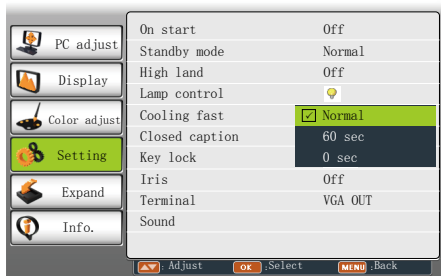 PC adjust
Display
Color adjust
Setting
Expand
Info.
On start Off
Standby mode Normal
High land Off
Lamp control
Cooling fast Normal
Closed caption 60 sec
Key lock 0 sec
Iris Off
Terminal VGA OUT
Sound
: Adjust OK :Select MENU :Back